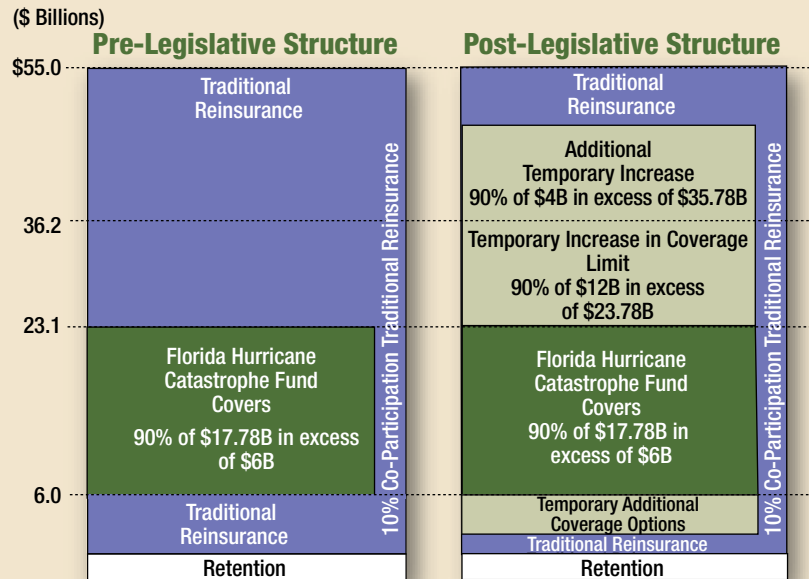 ($ Billions)
Pre-Legislative Structure
Post-Legislative Structure
$55.0
36.2
23.1
6.0
Traditional
Reinsurance
10% Co-Participation Traditional Reinsurance
Florida Hurricane
Catastrophe Fund
Covers
90% of $17.78B in excess
of $6B
Traditional
Reinsurance
Retention
Traditional
Reinsurance
Additional
Temporary Increase
90% of $4B in excess of $35.78B
Temporary Increase in Coverage
Limit
90% of $12B in excess
of $23.78B
10% Co-Participation Traditional Reinsurance
Florida Hurricane
Catastrophe Fund
Covers
90% of $17.78B in
excess of $6B
Temporary Additional
Coverage Options
Traditional Reinsurance
Retention